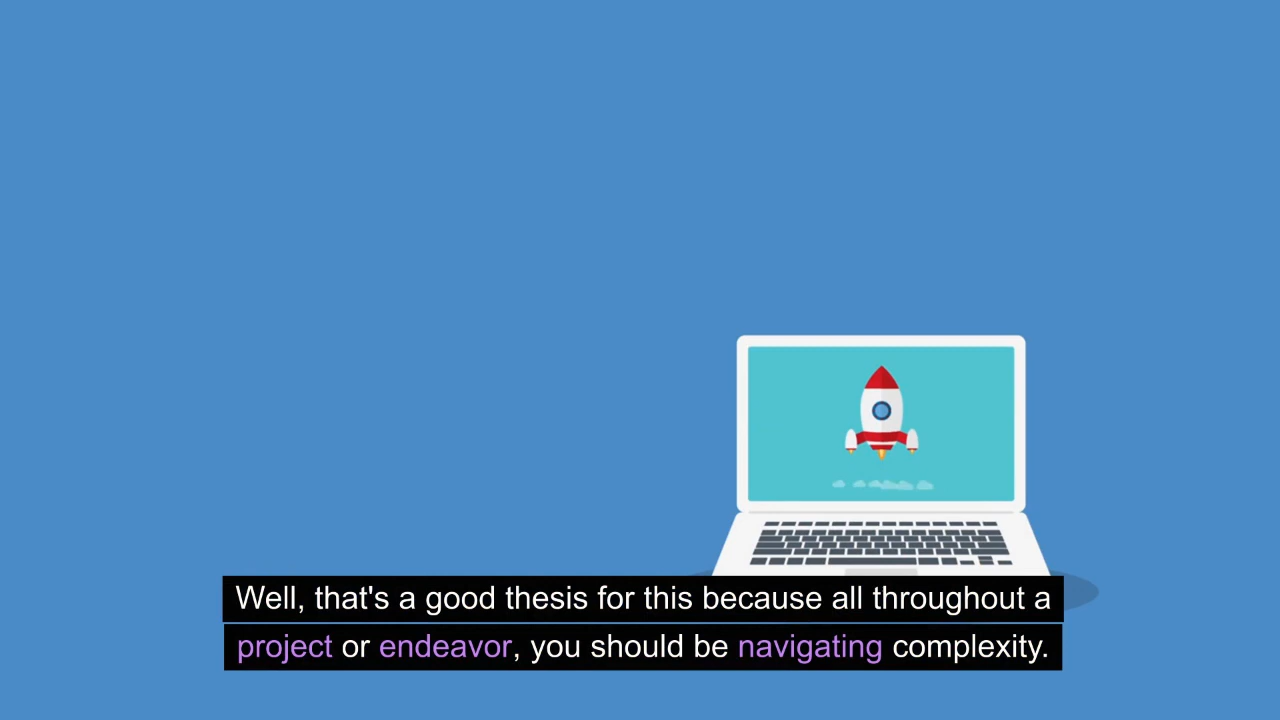 Well, that's a good thesis for this because all throughout a
project or endeavor, you should be navigating complexity.